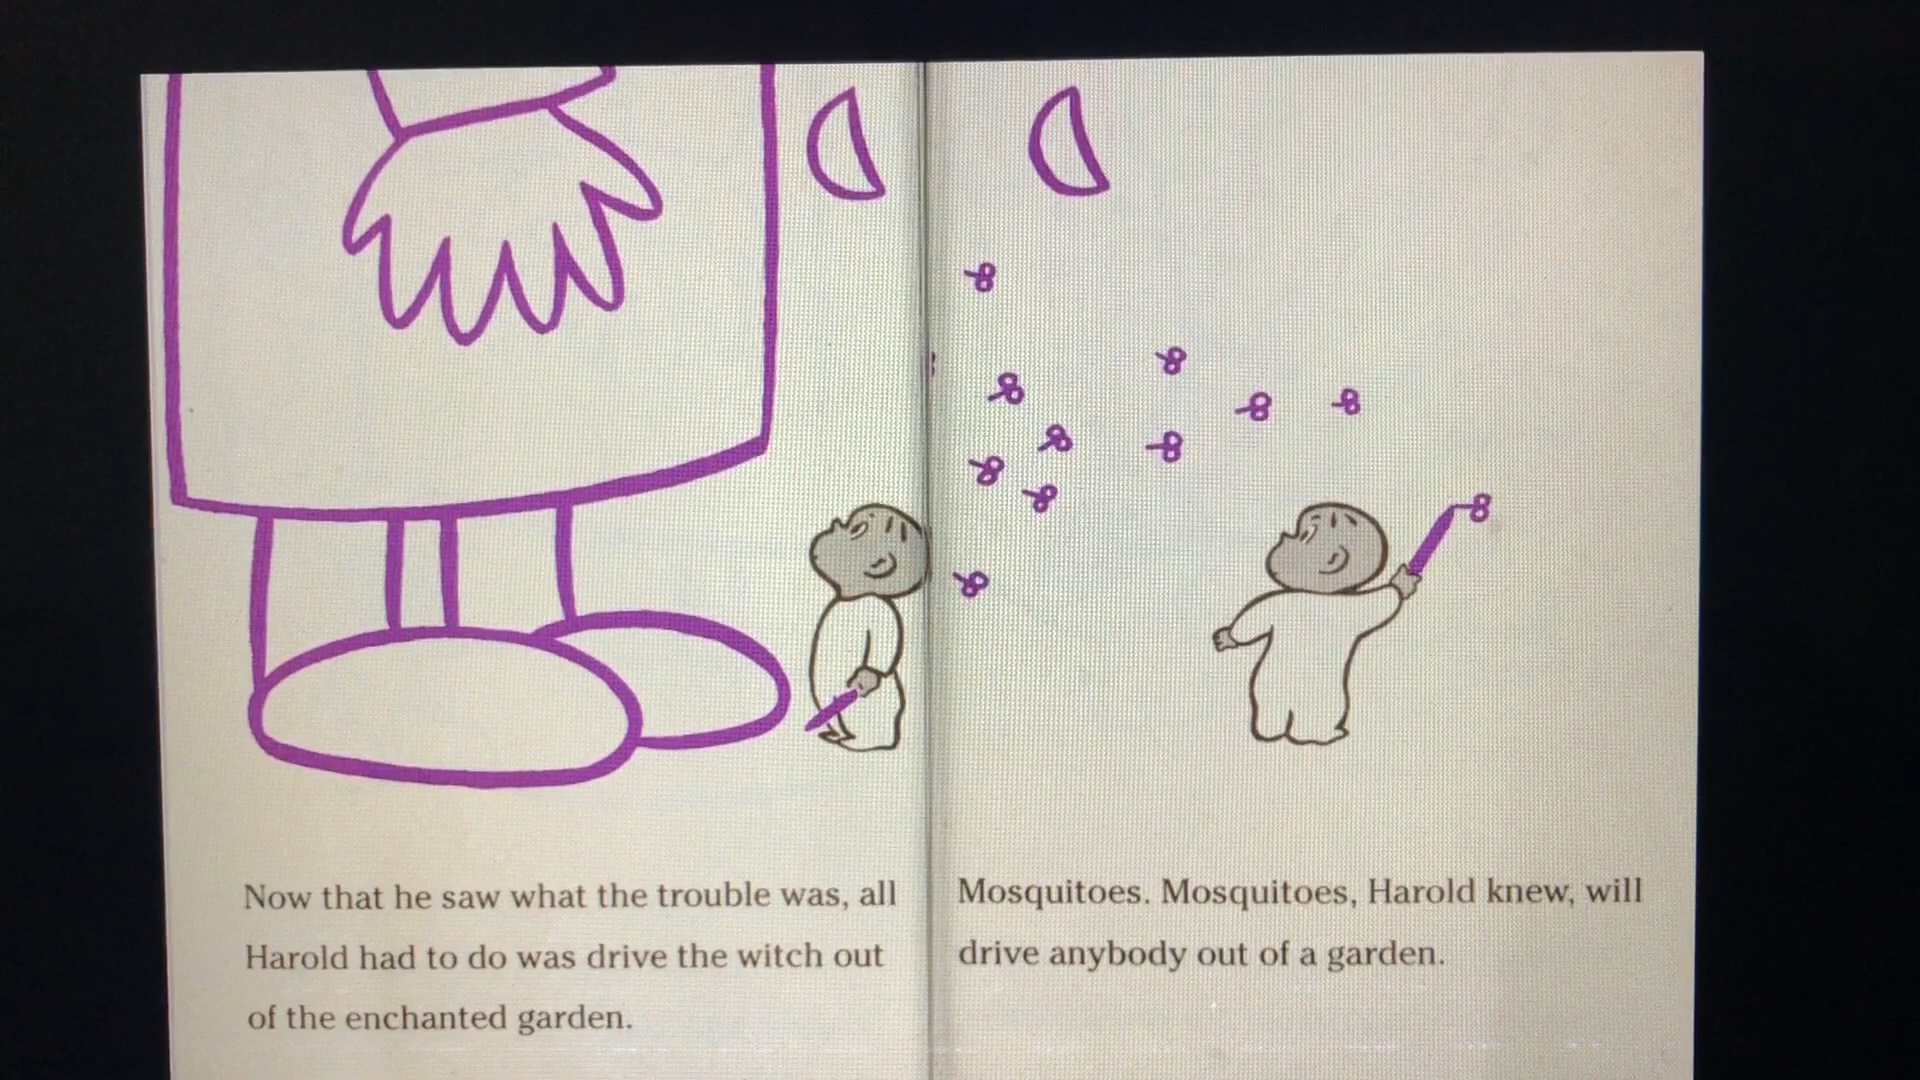 Now that he saw what the trouble was, all
Harold had to do was drive the witch out
of the enchanted garden.
Mosquitoes. Mosquitoes, Harold knew, will
drive anybody out of a garden.